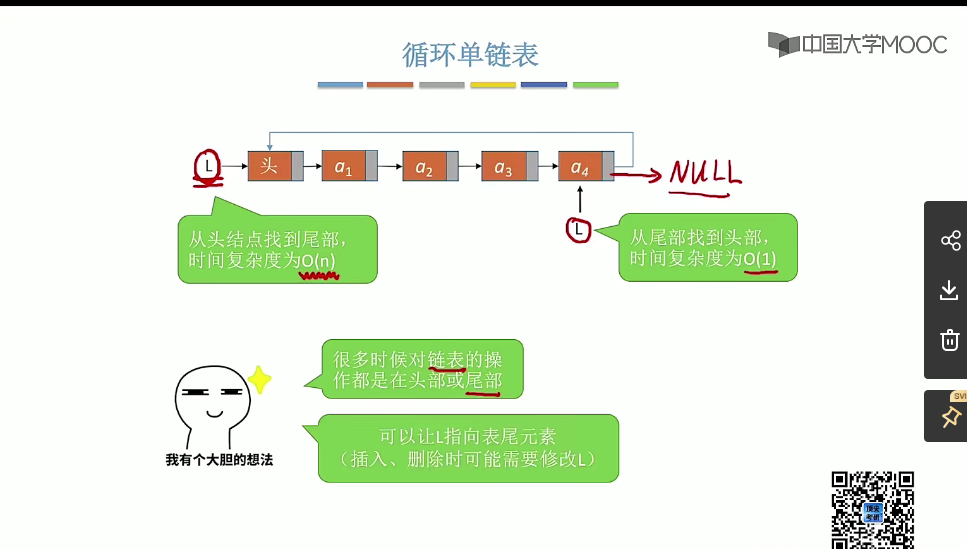 中国大学MOOC
循环单链表
L
头
a1
a2
a3
a4
NULL
L
从头结点找到尾部，
时间复杂度为O(n)
从尾部找到头部，
时间复杂度为O(1)
很多时候对链表的操
作都是在头部或尾部
可以让L指向表尾元素
（插入、删除时可能需要修改L）
我有个大胆的想法